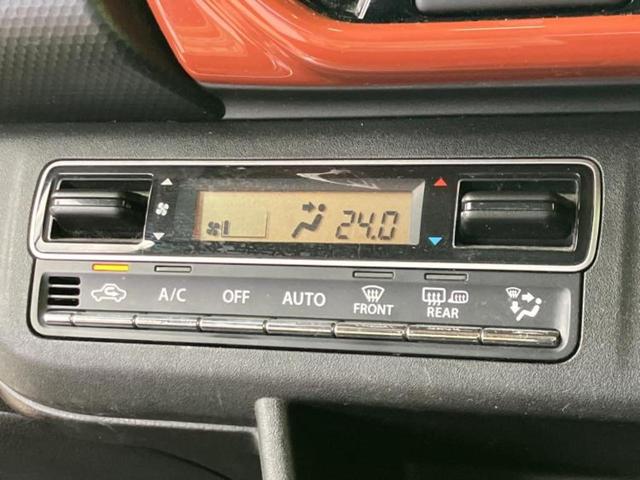 24.0
A/C OFF AUTO FRONT REAR